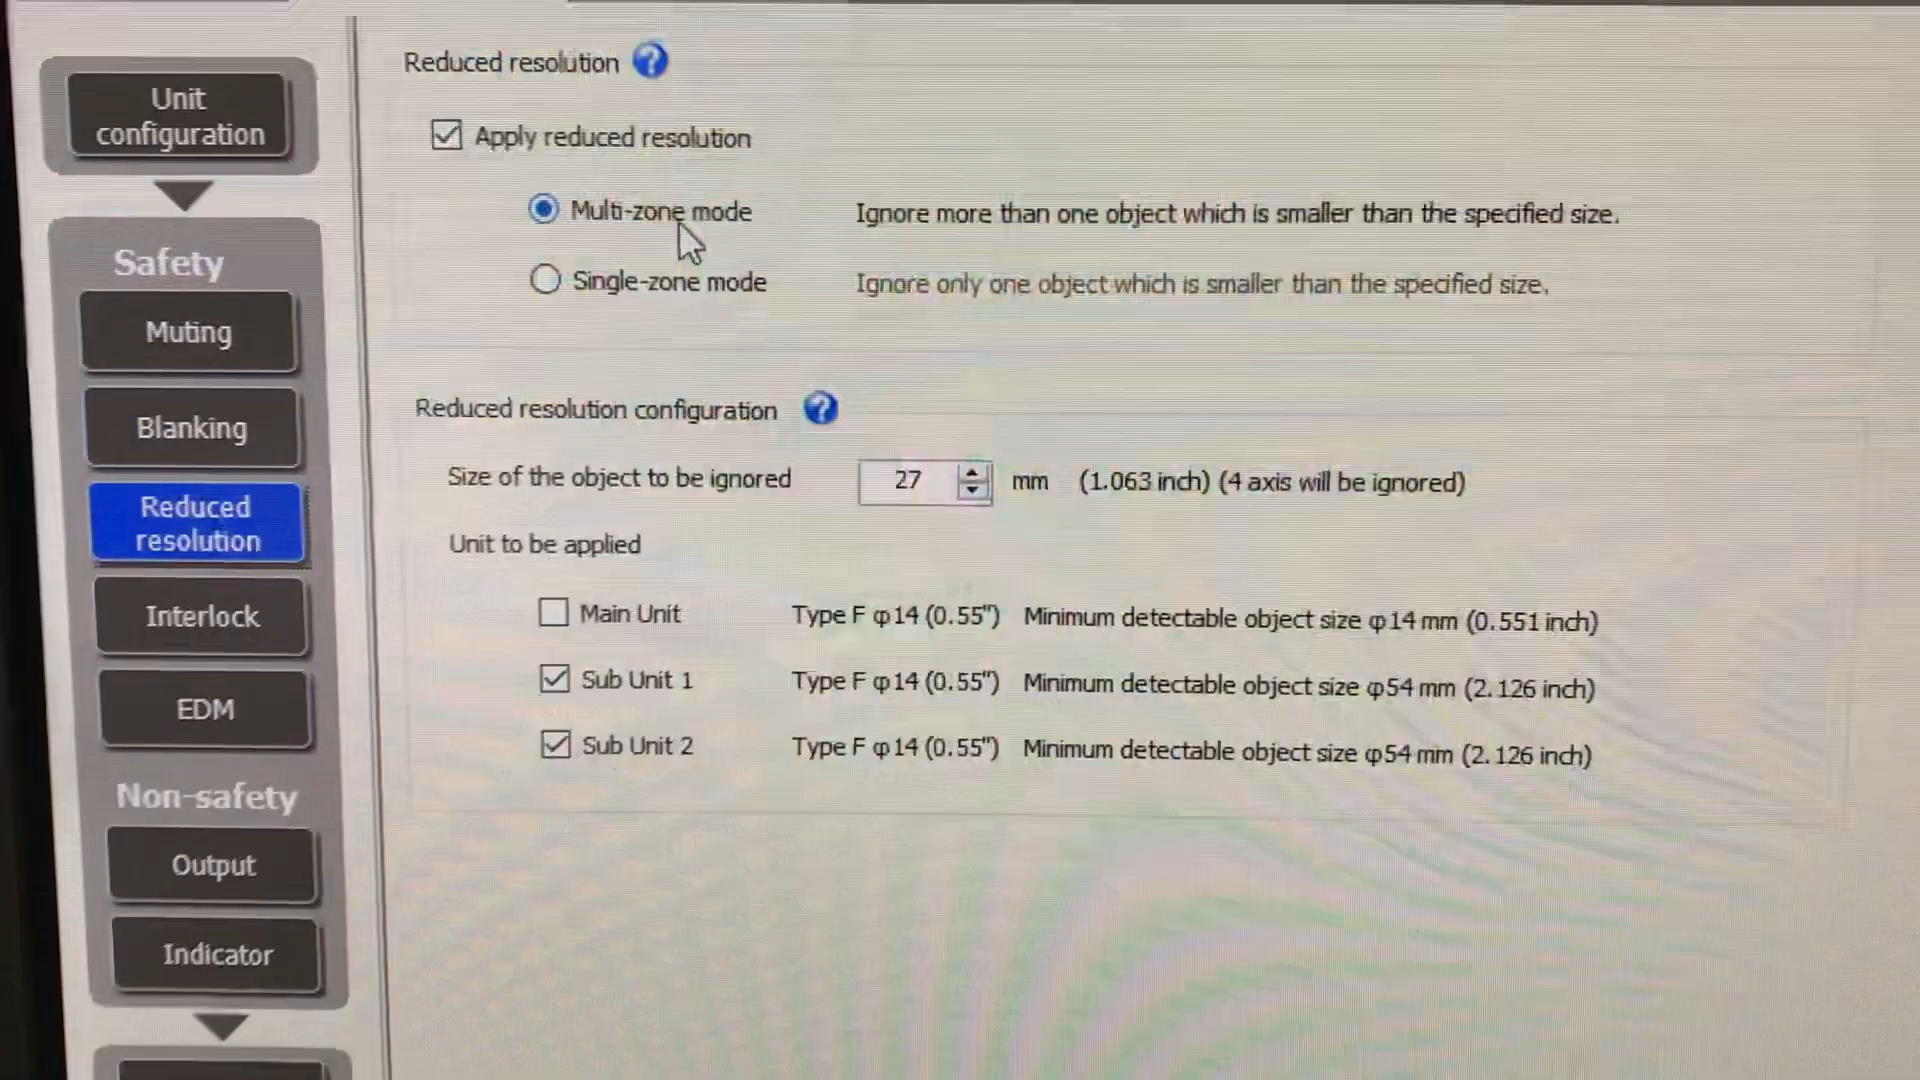 Unit
configuration
Safety
Muting
Blanking
Reduced
resolution
Interlock
EDM
Non-safety
Output
Indicator
Reduced resolution ?
Apply reduced resolution
Multi-zone mode Ignore more than one object which is smaller than the specified size.
Single-zone mode Ignore only one object which is smaller than the specified size.
Reduced resolution configuration ?
Size of the object to be ignored 27 mm (1.063 inch) (4 axis will be ignored)
Unit to be applied
Main Unit Type F φ14 (0.55") Minimum detectable object size φ14 mm (0.551 inch)
Sub Unit 1 Type F φ14 (0.55") Minimum detectable object size φ54 mm (2.126 inch)
Sub Unit 2 Type F φ14 (0.55") Minimum detectable object size φ54 mm (2.126 inch)